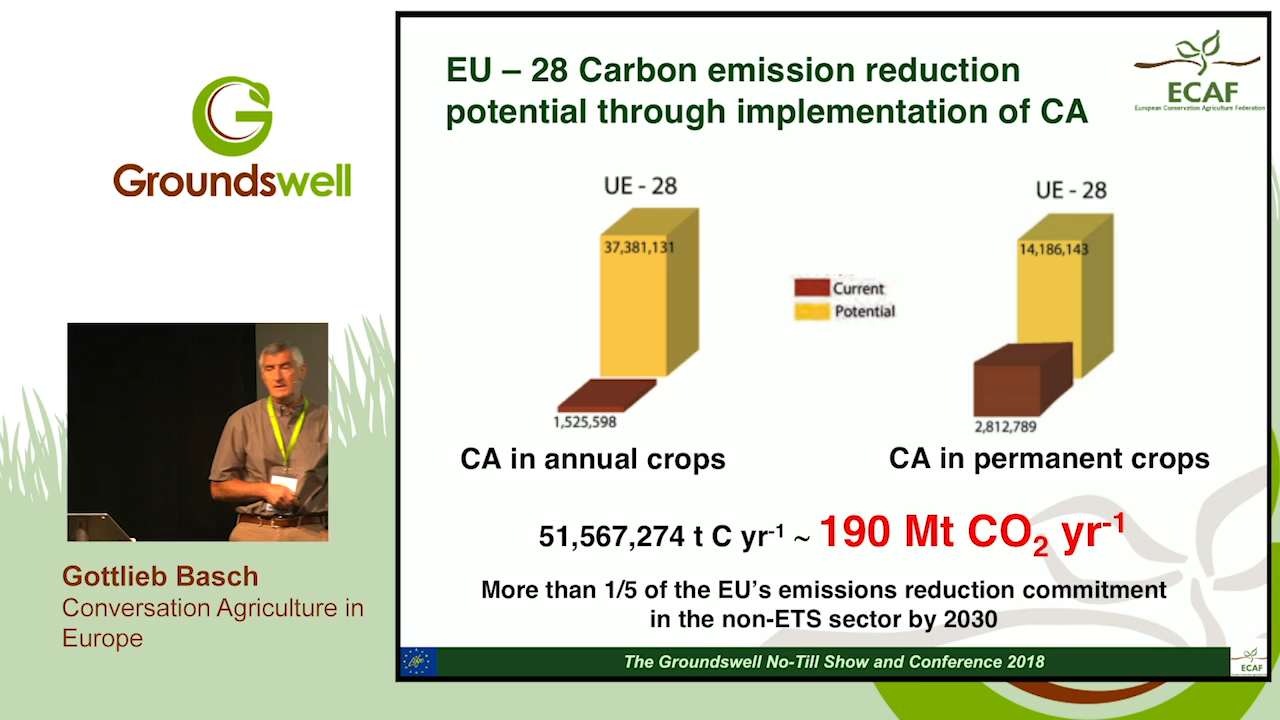 Groundswell
Gottlieb Basch
Conversation Agriculture in
Europe
EU – 28 Carbon emission reduction
potential through implementation of CA
ECAF
European Conservation Agriculture Federation
UE - 28
37,381,131
1,525,598
CA in annual crops
Current
Potential
UE - 28
14,186,143
2,812,789
CA in permanent crops
51,567,274 t C yr-1 ~ 190 Mt CO2 yr-1
More than 1/5 of the EU’s emissions reduction commitment
in the non-ETS sector by 2030
Life
The Groundswell No-Till Show and Conference 2018
ECAF